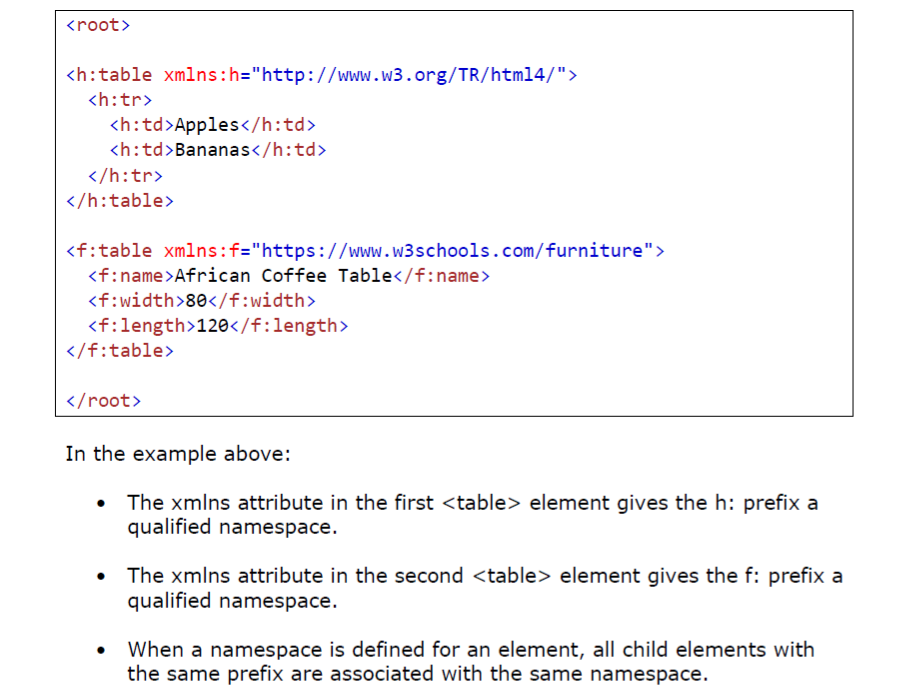 <root>
<h:table xmlns:h="http://www.w3.org/TR/html4/">
<h:tr>
<h:td>Apples</h:td>
<h:td>Bananas</h:td>
</h:tr>
</h:table>
<f:table xmlns:f="https://www.w3schools.com/furniture">
<f:name>African Coffee Table</f:name>
<f:width>80</f:width>
<f:length>120</f:length>
</f:table>
</root>
In the example above:
• The xmlns attribute in the first <table> element gives the h: prefix a
qualified namespace.
• The xmlns attribute in the second <table> element gives the f: prefix a
qualified namespace.
• When a namespace is defined for an element, all child elements with
the same prefix are associated with the same namespace.